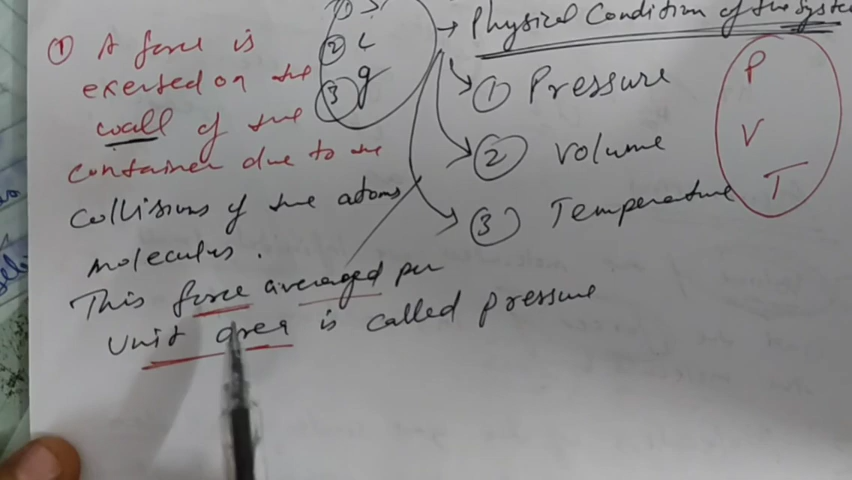 Physical Condition of the system
① S
② L
③ g
① Pressure
② volume
③ Temperature
P
V
T
① A force is
exerted on the
wall of the
container due to the
Collisions of the atoms
molecules.
This force averaged per
Unit area is called pressure